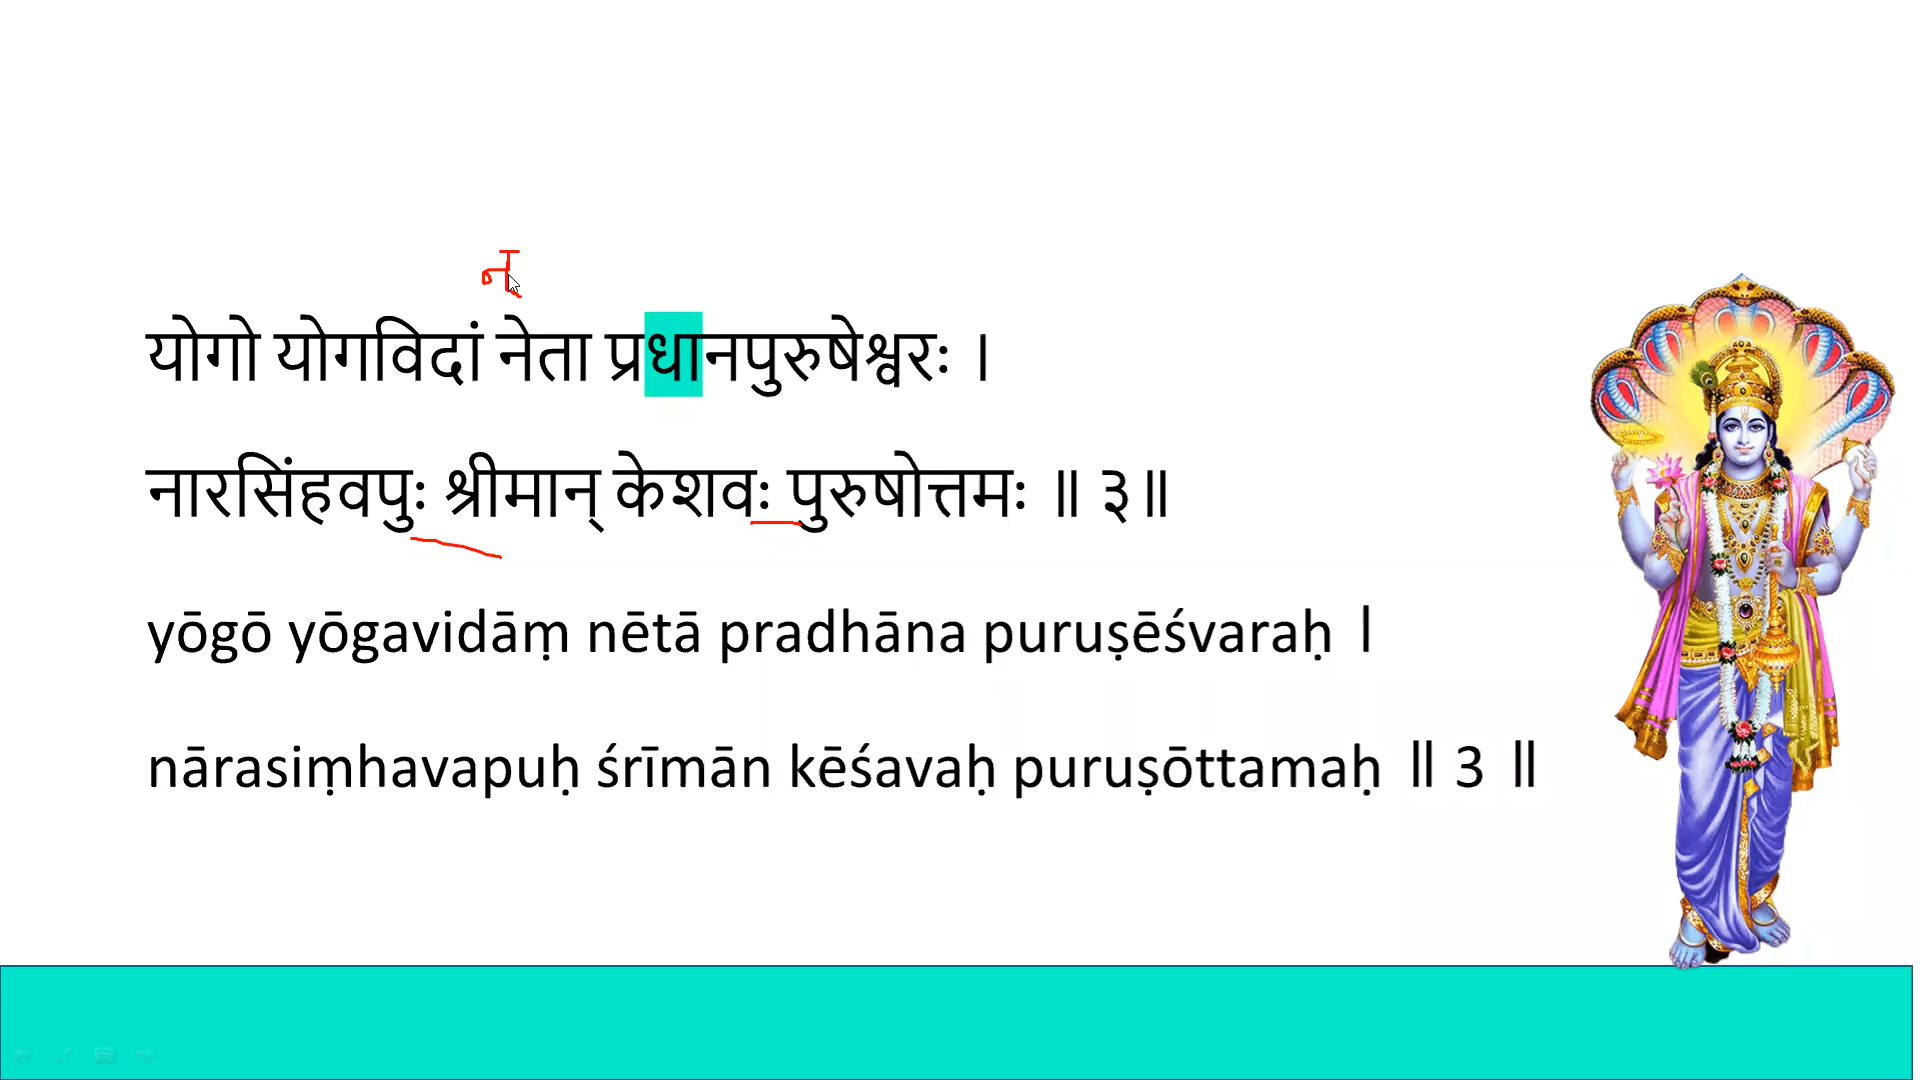 न्
योगो योगविदां नेता प्रधानपुरुषेश्वरः ।
नारसिंहवपुः श्रीमान् केशवः पुरुषोत्तमः ॥ ३॥
yōgō yōgavidāṃ nētā pradhāna puruṣēśvaraḥ ।
nārasiṃhavapuḥ śrīmān kēśavaḥ puruṣōttamaḥ ॥ 3 ॥